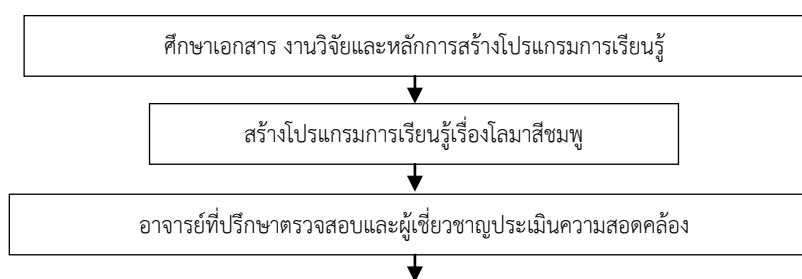 ศึกษาเอกสาร งานวิจัยและหลักการสร้างโปรแกรมการเรียนรู้
สร้างโปรแกรมการเรียนรู้เรื่องโลมาสีชมพู
อาจารย์ที่ปรึกษาตรวจสอบและผู้เชี่ยวชาญประเมินความสอดคล้อง